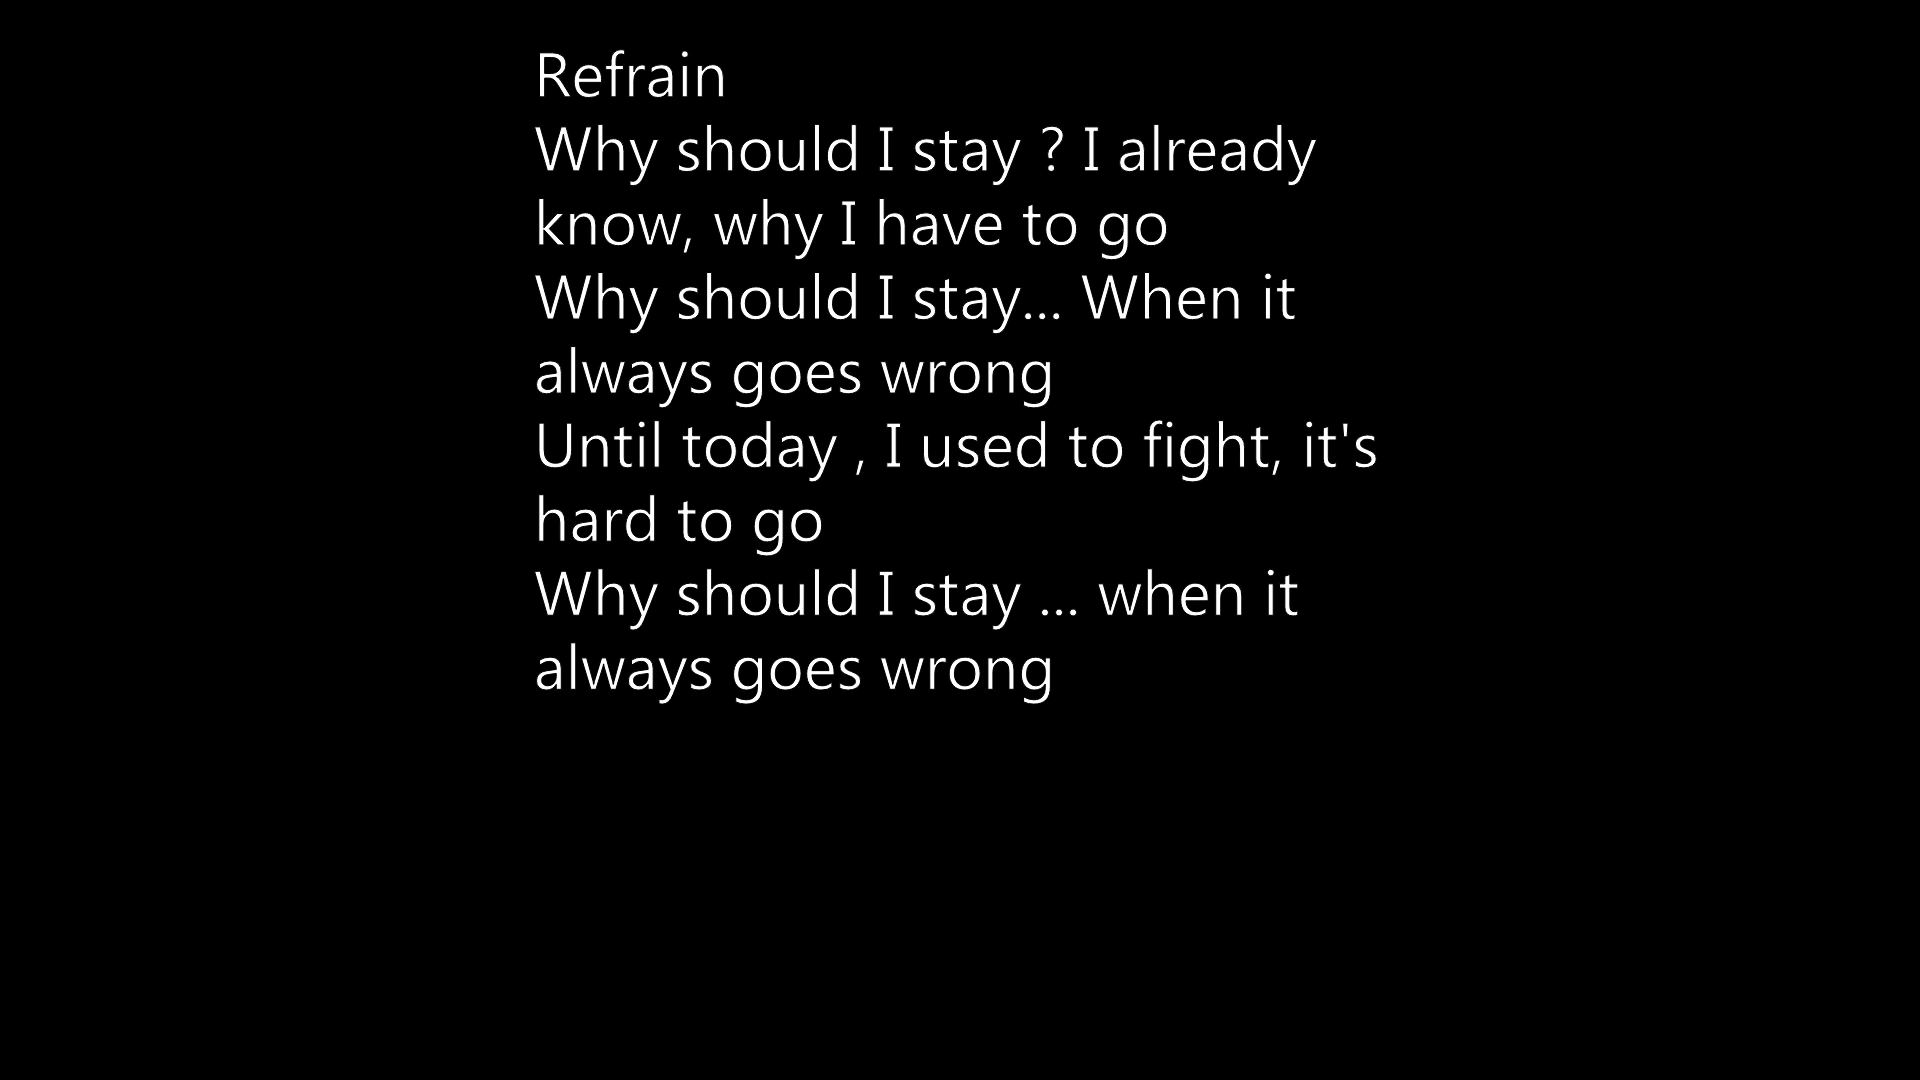 Refrain
Why should I stay ? I already
know, why I have to go
Why should I stay... When it
always goes wrong
Until today , I used to fight, it's
hard to go
Why should I stay ... when it
always goes wrong